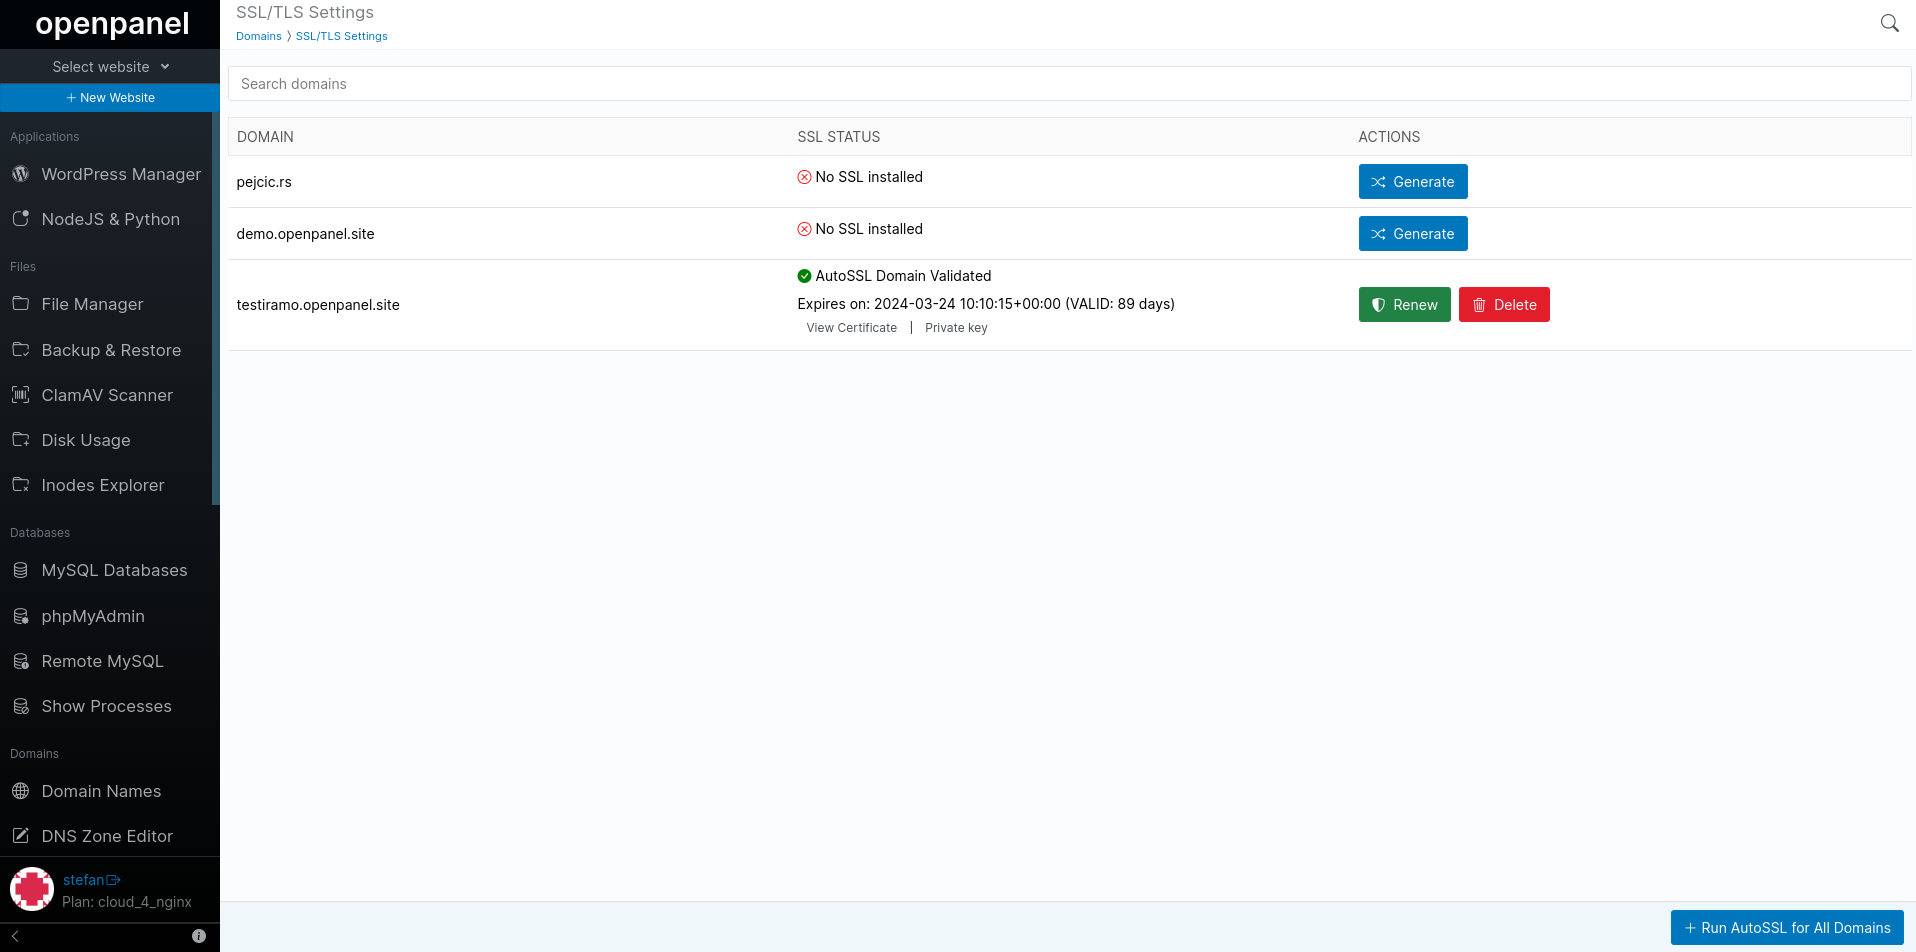 openpanel
Select website
+ New Website
Applications
WordPress Manager
NodeJS & Python
Files
File Manager
Backup & Restore
ClamAV Scanner
Disk Usage
Inodes Explorer
Databases
MySQL Databases
phpMyAdmin
Remote MySQL
Show Processes
Domains
Domain Names
DNS Zone Editor
stefan
Plan: cloud_4_nginx
SSL/TLS Settings
Domains 〉 SSL/TLS Settings
Search domains
DOMAIN SSL STATUS ACTIONS
pejcic.rs No SSL installed Generate
demo.openpanel.site No SSL installed Generate
AutoSSL Domain Validated
testiramo.openpanel.site Expires on: 2024-03-24 10:10:15+00:00 (VALID: 89 days) Renew Delete
View Certificate | Private key
+ Run AutoSSL for All Domains